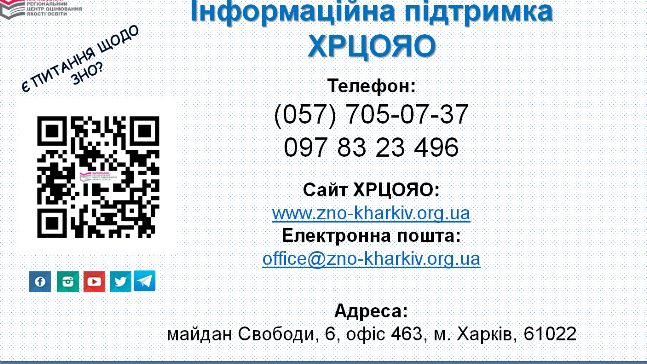 РЕГІОНАЛЬНИЙ
ЦЕНТР ОЦІНЮВАННЯ
ЯКОСТІ ОСВІТИ
Інформаційна підтримка
ХРЦОЯО
Є ПИТАННЯ ЩОДО
ЗНО?
Телефон:
(057) 705-07-37
097 83 23 496
Сайт ХРЦОЯО:
www.zno-kharkiv.org.ua
Електронна пошта:
office@zno-kharkiv.org.ua
Адреса:
майдан Свободи, 6, офіс 463, м. Харків, 61022